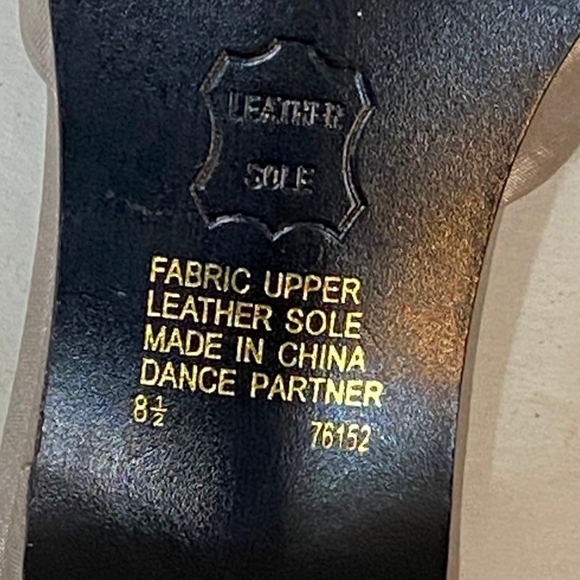 LEATHER
SOLE
FABRIC UPPER
LEATHER SOLE
MADE IN CHINA
DANCE PARTNER
8½ 76152